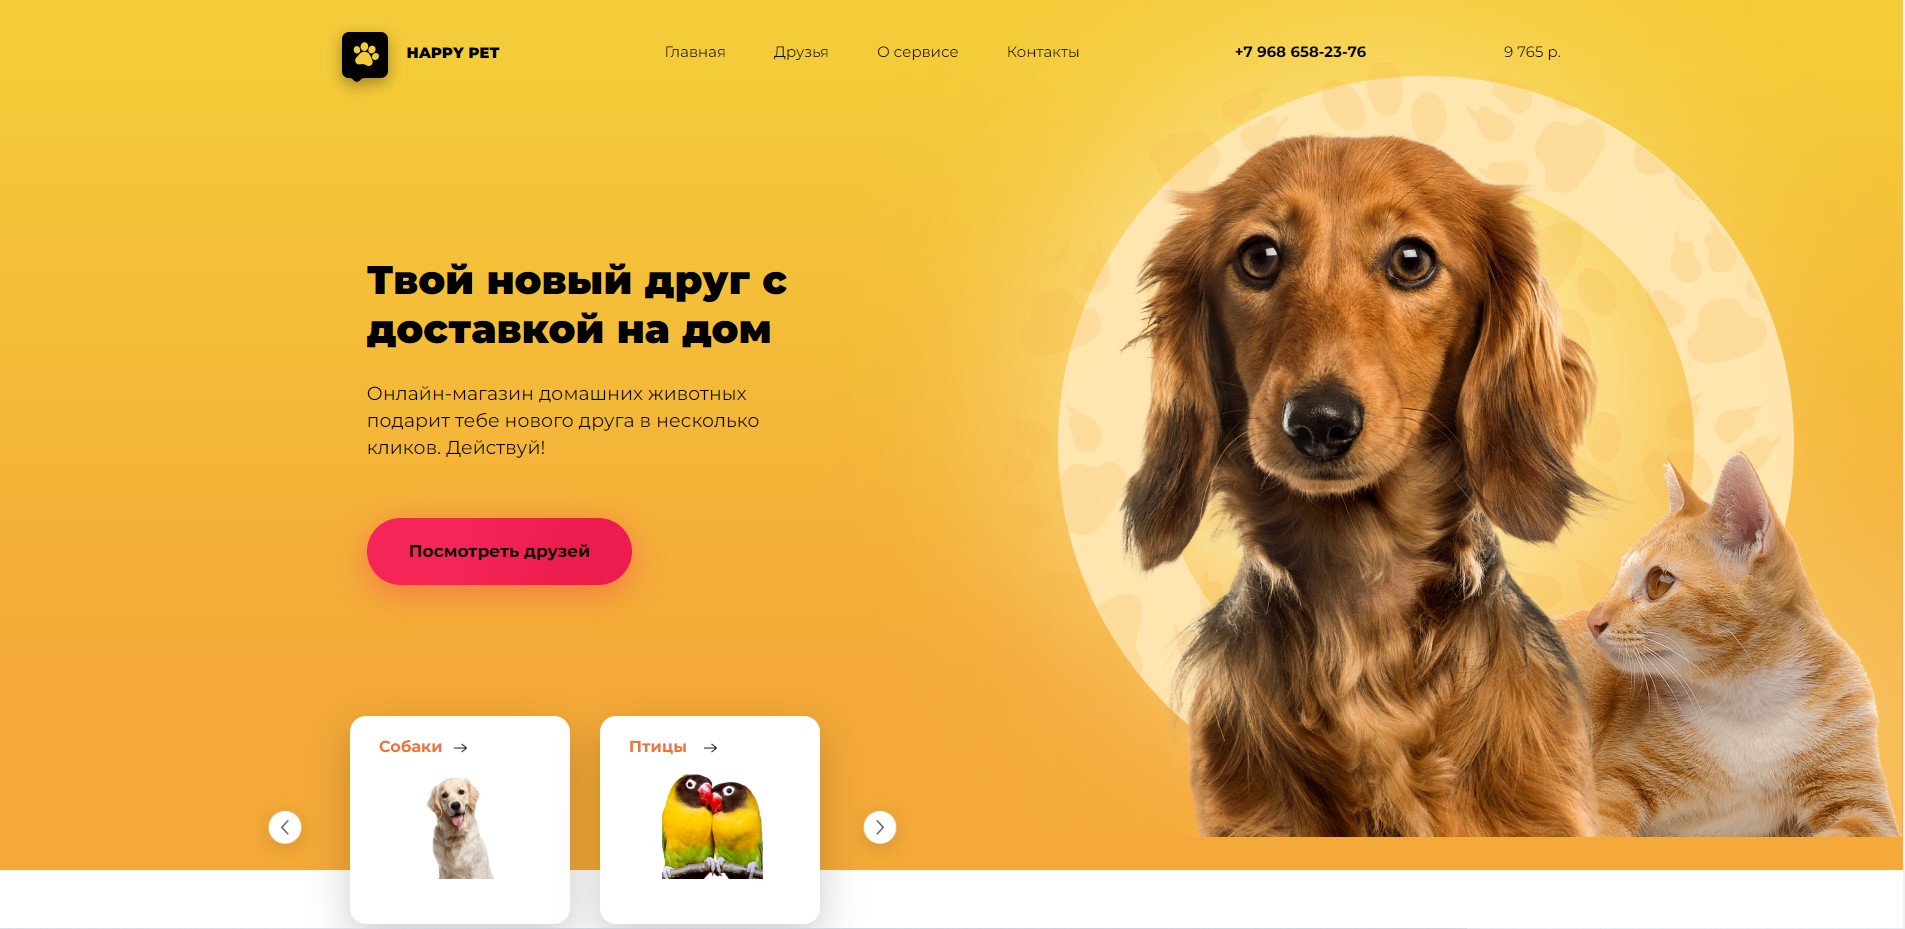 HAPPY PET
Главная
Друзья
О сервисе
Контакты
+7 968 658-23-76
9 765 р.
Твой новый друг с
доставкой на дом
Онлайн-магазин домашних животных
подарит тебе нового друга в несколько
кликов. Действуй!
Посмотреть друзей
Собаки
Птицы